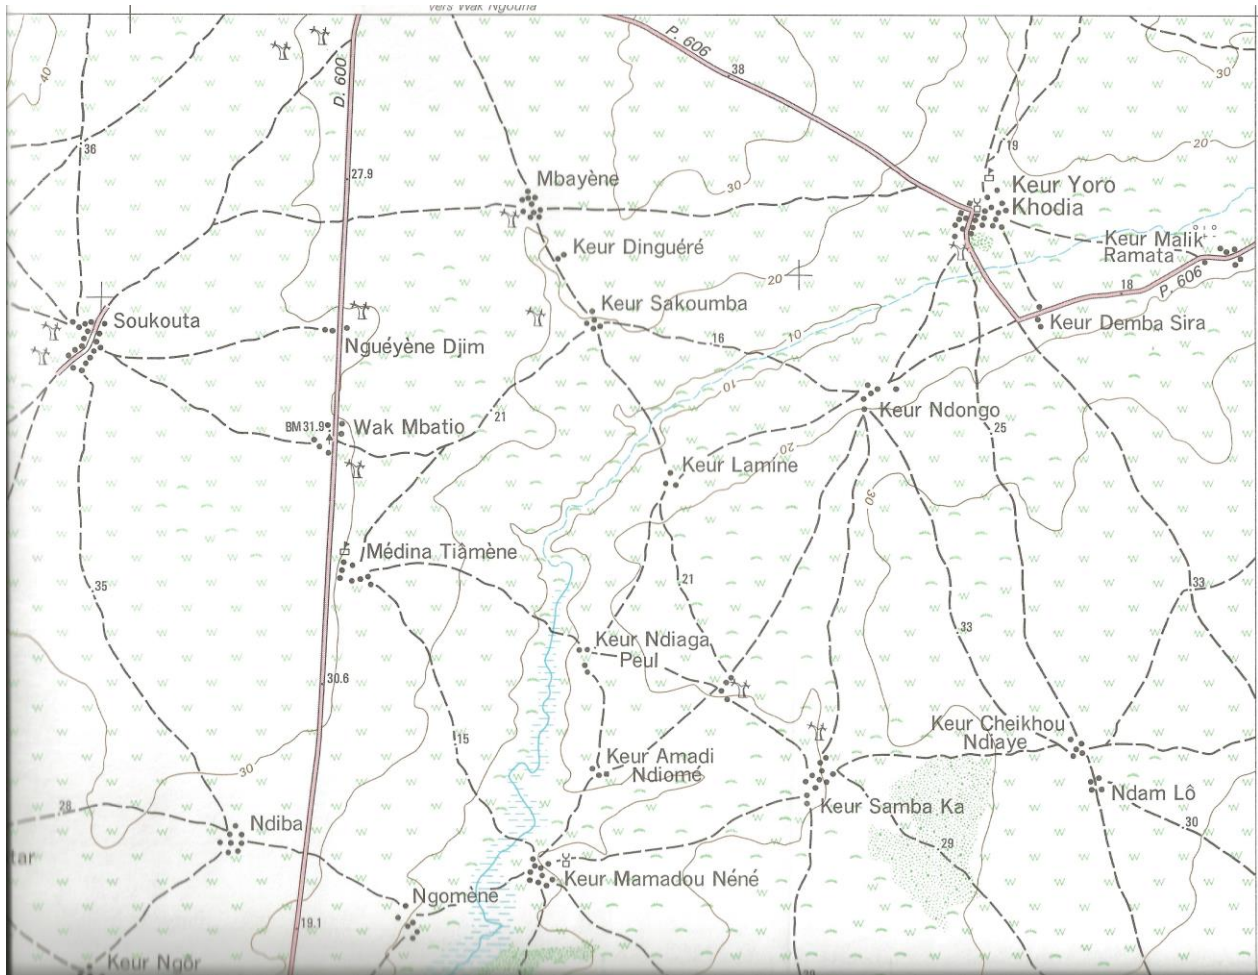 vers Wak Ngouna
P. 606
40
D. 600
38
30
36
19
20
27.9
Mbayène
30
Keur Yoro
Khodia
Keur Dinguéré
Keur Malik
Ramata
20
P. 606
18
Keur Sakoumba
Soukouta
10
16
Keur Demba Sira
Nguéyène Djim
10
Keur Ndongo
21
BM 31.9
Wak Mbatio
25
20
Keur Lamine
30
Médina Tiàmène
35
21
33
33
Keur Ndiaga
Peul
30.6
15
Keur Cheikhou
Ndiaye
Keur Amadi
Ndiomé
30
Ndam Lô
28
Keur Samba Ka
Ndiba
30
29
tar
Keur Mamadou Néné
Ngomène
19.1
Keur Ngôr